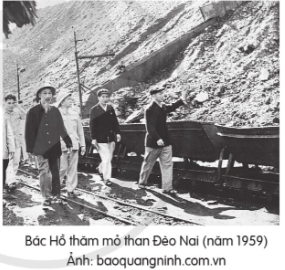 Bác Hồ thăm mỏ than Đèo Nai (năm 1959)
Ảnh: baoquangninh.com.vn